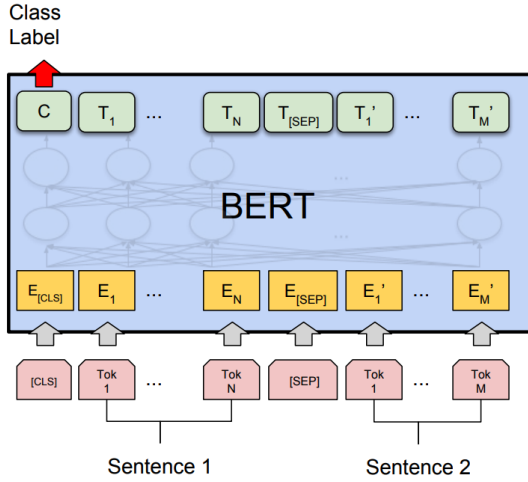 Class
Label
C T1 ... TN T[SEP] T1' ... TM'
...
BERT
...
E[CLS] E1 ... EN E[SEP] E1' ... EM'
[CLS] Tok 1 ... Tok N [SEP] Tok 1 ... Tok M
Sentence 1 Sentence 2